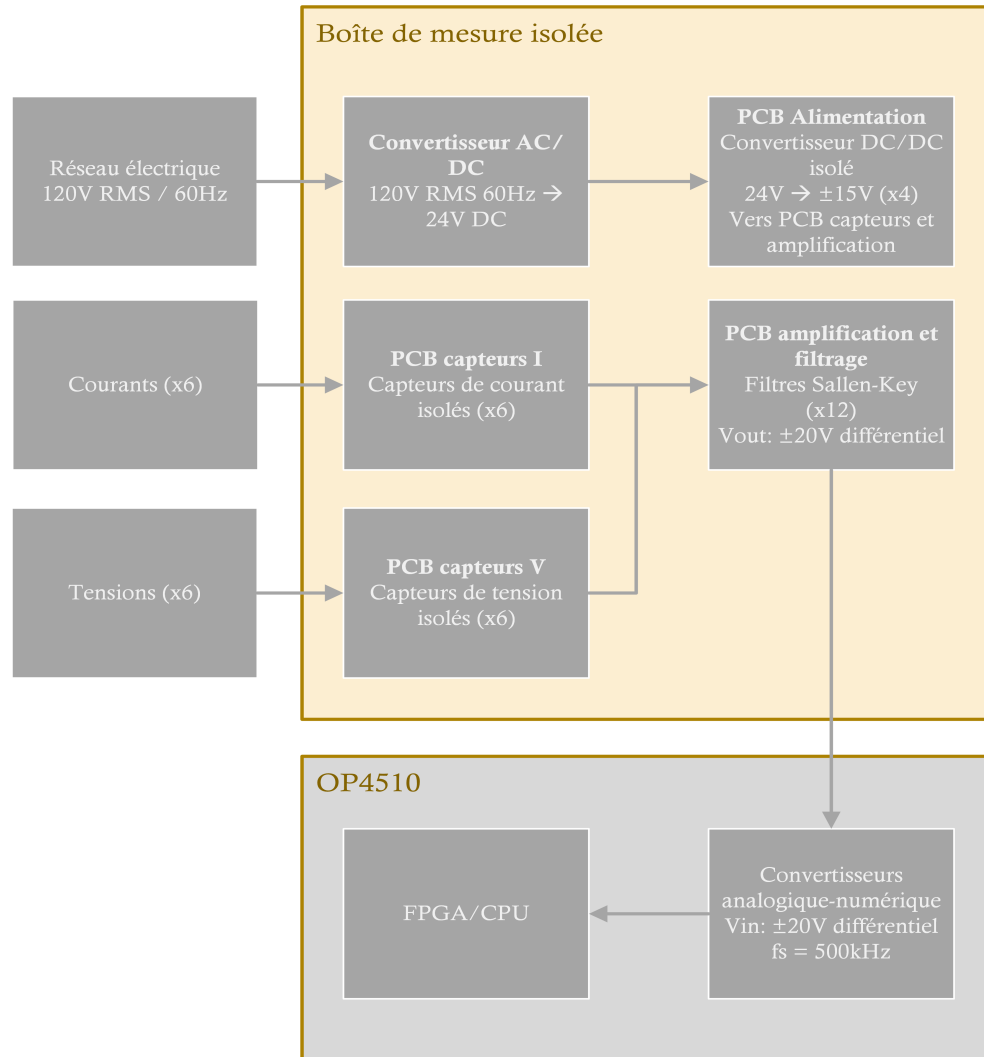 Boîte de mesure isolée
Réseau électrique
120V RMS / 60Hz
Convertisseur AC/
DC
120V RMS 60Hz →
24V DC
PCB Alimentation
Convertisseur DC/DC
isolé
24V → ±15V (x4)
Vers PCB capteurs et
amplification
Courants (x6)
PCB capteurs I
Capteurs de courant
isolés (x6)
PCB amplification et
filtrage
Filtres Sallen-Key
(x12)
Vout: ±20V différentiel
Tensions (x6)
PCB capteurs V
Capteurs de tension
isolés (x6)
OP4510
FPGA/CPU
Convertisseurs
analogique-numérique
Vin: ±20V différentiel
fs = 500kHz